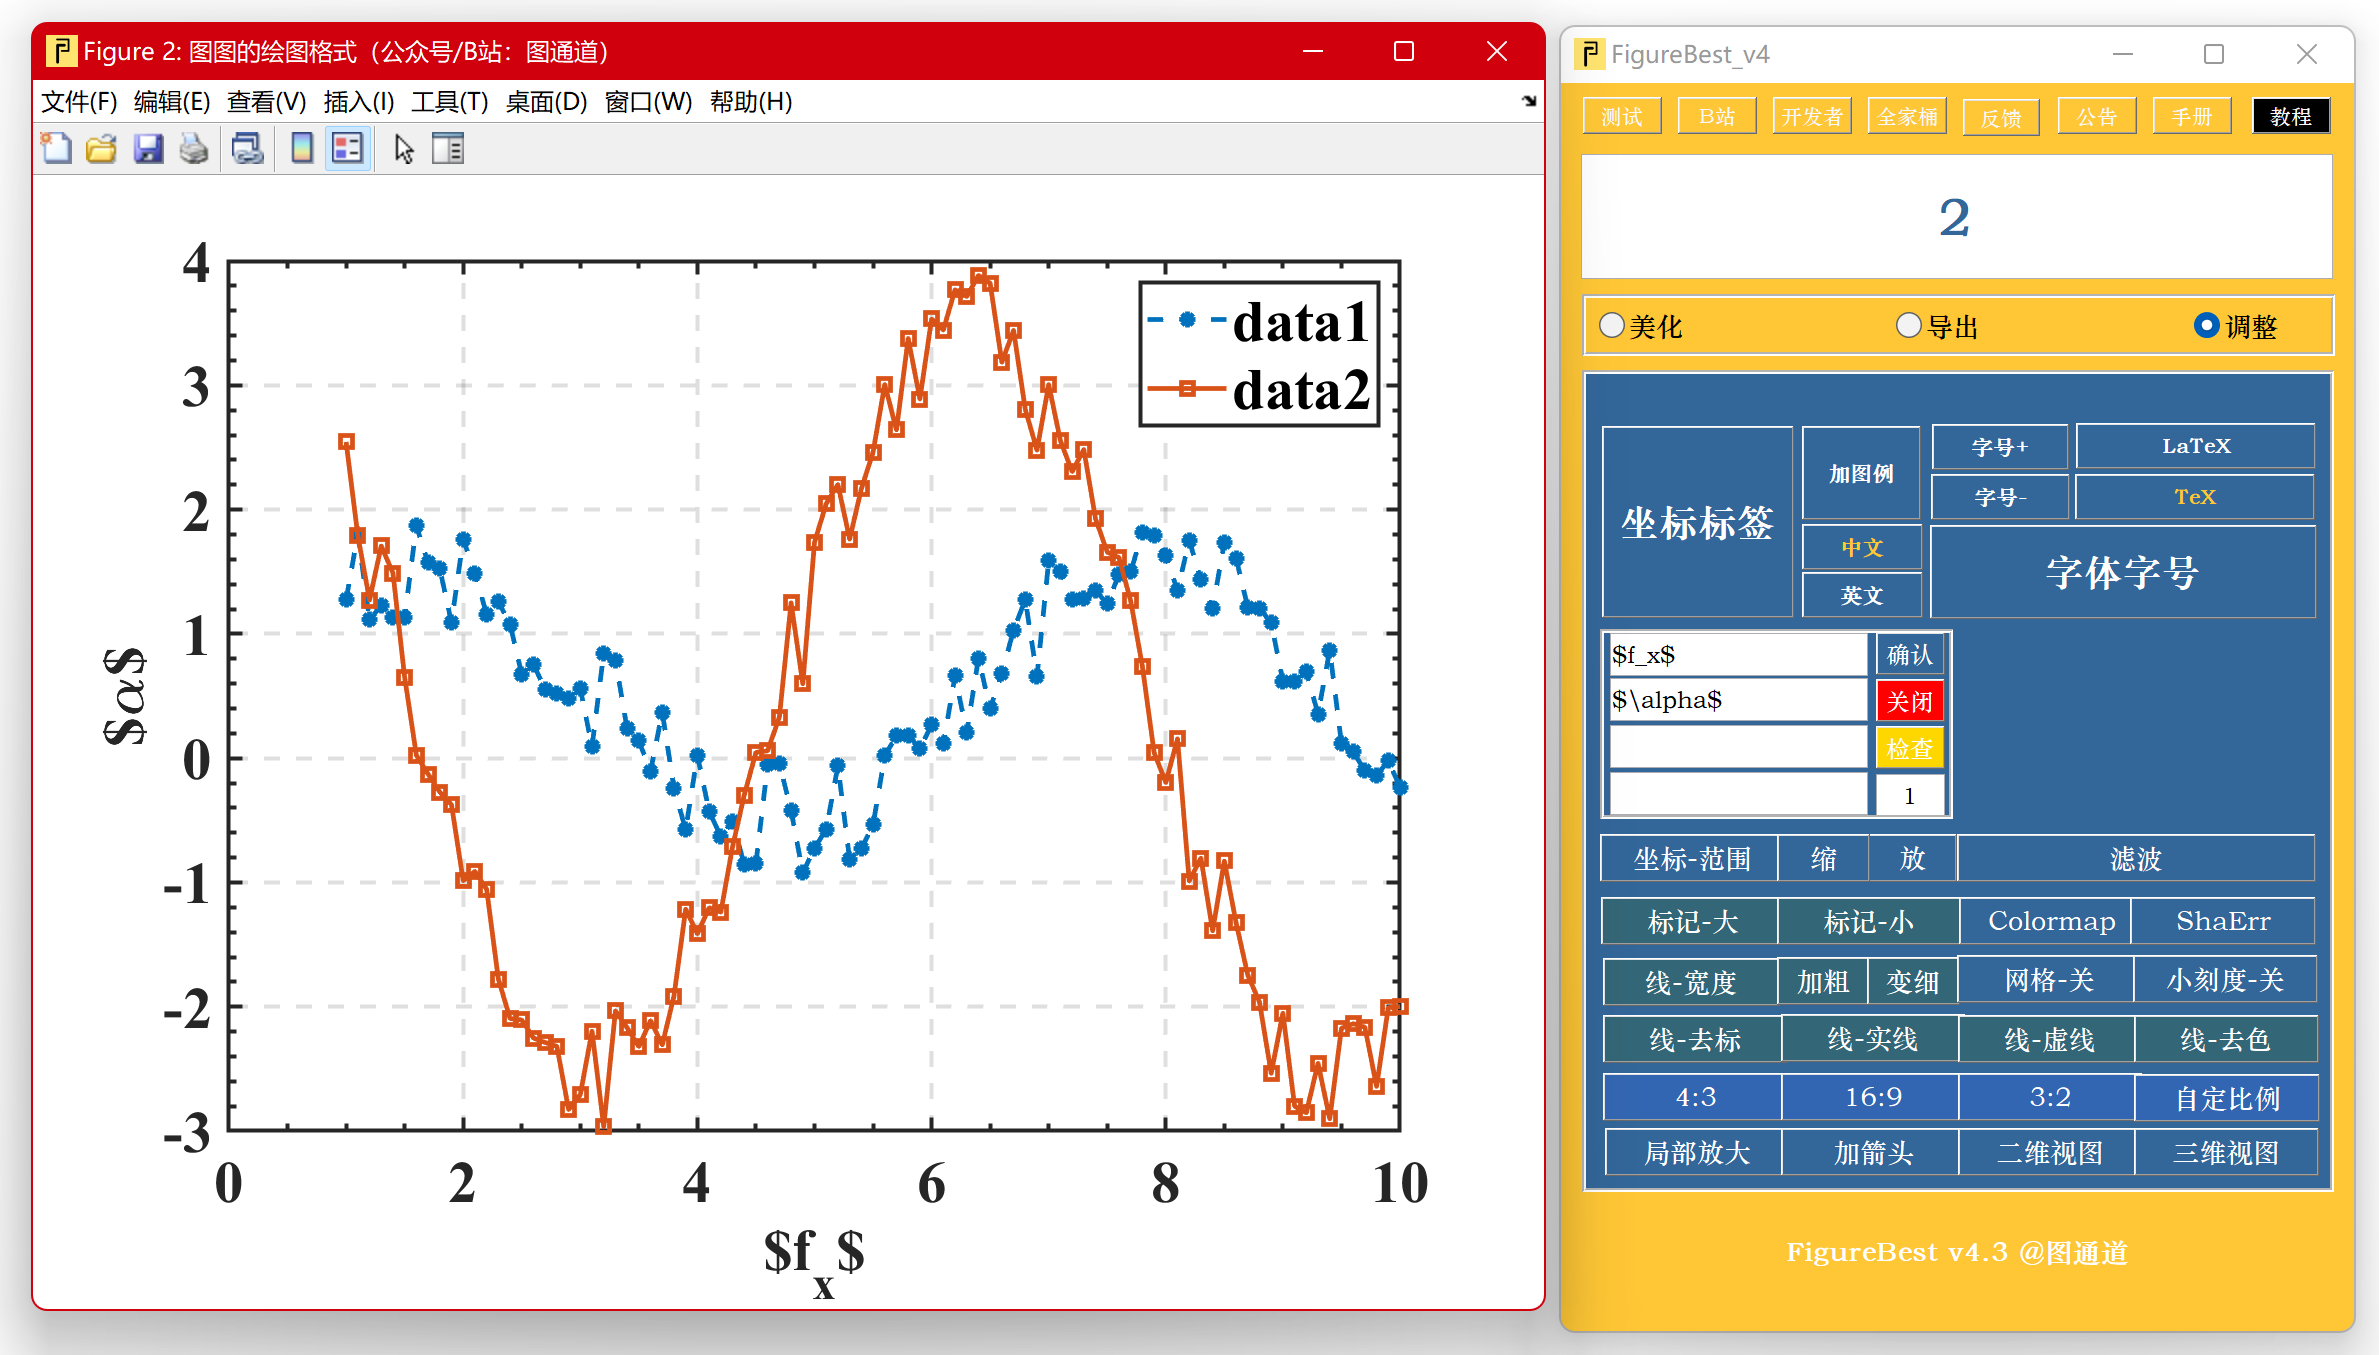 Figure 2: 图图的绘图格式（公众号/B站：图通道）
文件(F) 编辑(E) 查看(V) 插入(I) 工具(T) 桌面(D) 窗口(W) 帮助(H)
4
3
2
1
0
-1
-2
-3
0 2 4 6 8 10
$α$
$f_x$
data1
data2
FigureBest_v4
测试 B站 开发者 全家桶 反馈 公告 手册 教程
2
美化 导出 调整
坐标标签
加图例
字号+
LaTeX
字号-
TeX
中文
英文
字体字号
$f_x$ 确认
$\alpha$ 关闭
检查
1
坐标-范围 缩 放 滤波
标记-大 标记-小 Colormap ShaErr
线-宽度 加粗 变细 网格-关 小刻度-关
线-去标 线-实线 线-虚线 线-去色
4:3 16:9 3:2 自定比例
局部放大 加箭头 二维视图 三维视图
FigureBest v4.3 @图通道